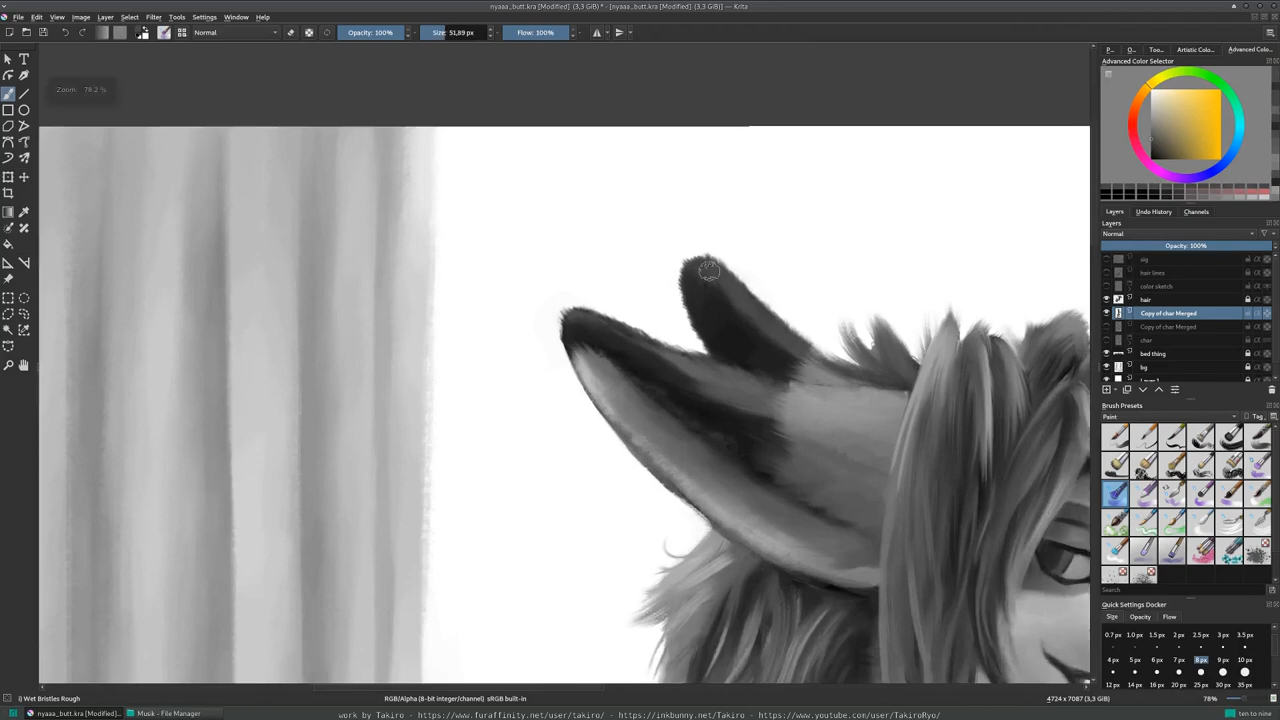 nyaaa_butt.kra [Modified] (3,3 GiB) * - [nyaaa_butt.kra [Modified] (3,3 GiB)] — Krita
File Edit View Image Layer Select Filter Tools Settings Window Help
Normal Opacity: 100% Size: 51,89 px Flow: 100%
P... O... Too... Artistic Colo... Advanced Colo...
Advanced Color Selector
Zoom: 78.2 %
Layers Undo History Channels
Layers
Normal
Opacity: 100%
sig
hair lines
color sketch
hair
Copy of char Merged
Copy of char Merged
char
bed thing
bg
Layer 1
Brush Presets
Paint Tag
Search
Quick Settings Docker
Size Opacity Flow
0.7 px 1.0 px 1.5 px 2 px 2.5 px 3 px 3.5 px
4 px 5 px 6 px 7 px 8 px 9 px 10 px
12 px 14 px 16 px 20 px 25 px 30 px 35 px
i) Wet Bristles Rough RGB/Alpha (8-bit integer/channel) sRGB built-in 4724 x 7087 (3,3 GiB) 78%
nyaaa_butt.kra [Modified]... Musik - File Manager work by Takiro - https://www.furaffinity.net/user/takiro/ - https://inkbunny.net/Takiro - https://www.youtube.com/user/TakiroRyo/ ten to nine